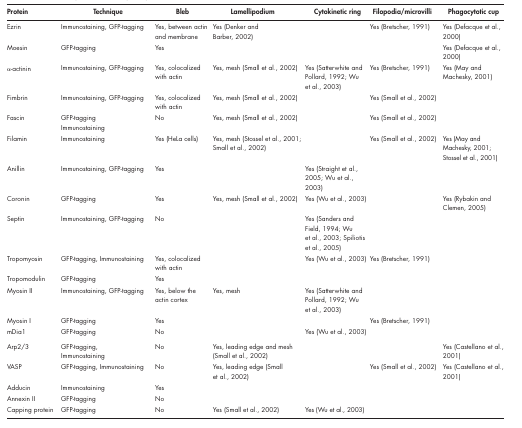 Protein Technique Bleb Lamellipodium Cytokinetic ring Filopodia/microvilli Phagocytotic cup
Ezrin Immunostaining, GFP-tagging Yes, between actin Yes (Denker and Yes (Bretscher, 1991) Yes (Defacque et al.,
and membrane Barber, 2002) 2000)
Moesin GFP-tagging Yes Yes (Defacque et al.,
2000)
α-actinin Immunostaining, GFP-tagging Yes, colocalized Yes, mesh (Small et al., 2002) Yes (Satterwhite and Yes (Bretscher, 1991) Yes (May and
with actin Pollard, 1992; Wu Machesky, 2001)
et al., 2003)
Fimbrin Immunostaining, GFP-tagging Yes, colocalized Yes, mesh (Small et al., 2002) Yes (Small et al., 2002)
with actin
Fascin GFP-tagging No Yes, mesh (Small et al., 2002) Yes (Small et al., 2002)
Immunostaining
Filamin Immunostaining Yes (HeLa cells) Yes, mesh (Stossel et al., 2001; Yes (Small et al., 2002) Yes (May and
Small et al., 2002) Machesky, 2001;
Stossel et al., 2001)
Anillin Immunostaining, GFP-tagging Yes Yes (Straight et al.,
2005; Wu et al.,
2003)
Coronin GFP-tagging Yes Yes, mesh (Small et al., 2002) Yes (Wu et al., 2003) Yes (Rybakin and
Clemen, 2005)
Septin Immunostaining, GFP-tagging No Yes (Sanders and
Field, 1994; Wu
et al., 2003; Spiliotis
et al., 2005)
Tropomyosin GFP-tagging, Immunostaining Yes, colocalized Yes (Wu et al., 2003) Yes (Bretscher, 1991)
with actin
Tropomodulin GFP-tagging Yes
Myosin II Immunostaining, GFP-tagging Yes, below the Yes, mesh Yes (Satterwhite and
actin cortex Pollard, 1992; Wu
et al., 2003)
Myosin I GFP-tagging Yes Yes (Bretscher, 1991)
mDia1 GFP-tagging No Yes (Wu et al., 2003)
Arp2/3 GFP-tagging, No Yes, leading edge and mesh Yes (Castellano et al.,
Immunostaining (Small et al., 2002) 2001)
VASP GFP-tagging, Immunostaining No Yes, leading edge (Small Yes (Small et al., 2002) Yes (Castellano et al.,
et al., 2002) 2001)
Adducin Immunostaining Yes
Annexin II GFP-tagging No
Capping protein GFP-tagging No Yes (Small et al., 2002) Yes (Wu et al., 2003)